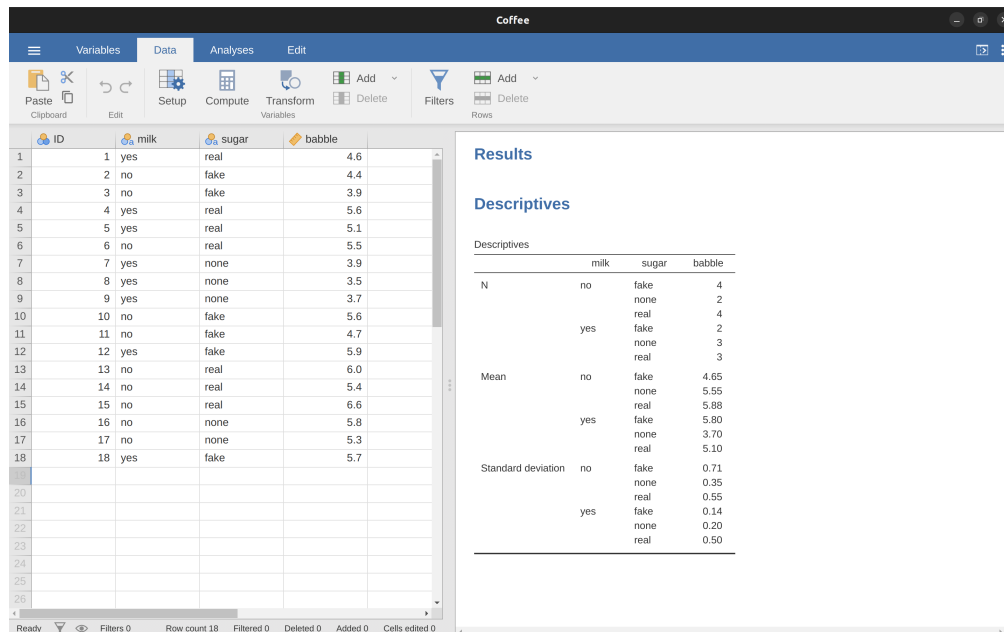 Coffee
Variables Data Analyses Edit
Paste Setup Compute Transform Add Delete Filters Add Delete
Clipboard Edit Variables Rows
ID milk sugar babble
1 1 yes real 4.6
2 2 no fake 4.4
3 3 no fake 3.9
4 4 yes real 5.6
5 5 yes real 5.1
6 6 no real 5.5
7 7 yes none 3.9
8 8 yes none 3.5
9 9 yes none 3.7
10 10 no fake 5.6
11 11 no fake 4.7
12 12 yes fake 5.9
13 13 no real 6.0
14 14 no real 5.4
15 15 no real 6.6
16 16 no none 5.8
17 17 no none 5.3
18 18 yes fake 5.7
19
20
21
22
23
24
25
26
Ready Filters 0 Row count 18 Filtered 0 Deleted 0 Added 0 Cells edited 0
Results
Descriptives
Descriptives
milk sugar babble
N no fake 4
none 2
real 4
yes fake 2
none 3
real 3
Mean no fake 4.65
none 5.55
real 5.88
yes fake 5.80
none 3.70
real 5.10
Standard deviation no fake 0.71
none 0.35
real 0.55
yes fake 0.14
none 0.20
real 0.50